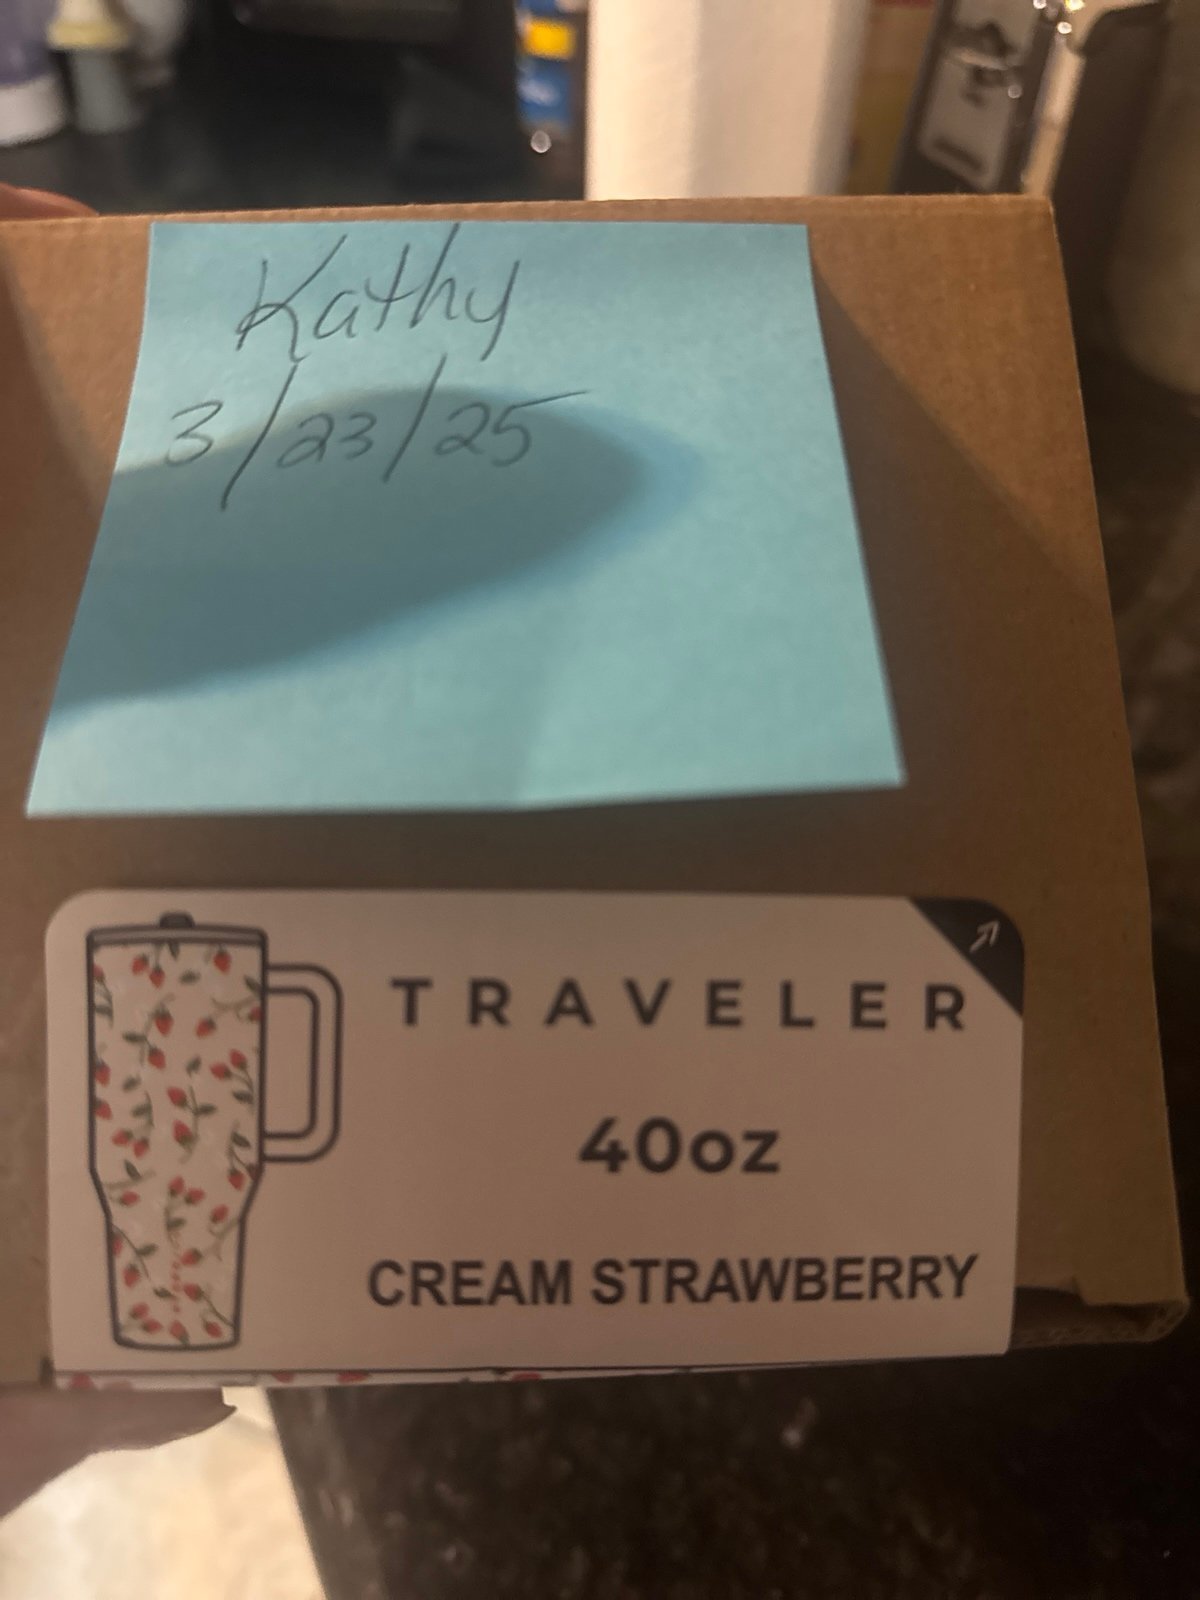 Kathy
3/23/25
TRAVELER
40oz
CREAM STRAWBERRY